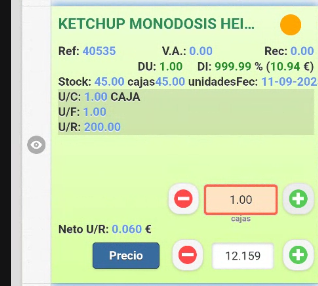 KETCHUP MONODOSIS HEI...
Ref: 40535 V.A.: 0.00 Rec: 0.00
DU: 1.00 DI: 999.99 % (10.94 €)
Stock: 45.00 cajas45.00 unidadesFec: 11-09-202
U/C: 1.00 CAJA
U/F: 1.00
U/R: 200.00
1.00
cajas
Neto U/R: 0.060 €
Precio 12.159